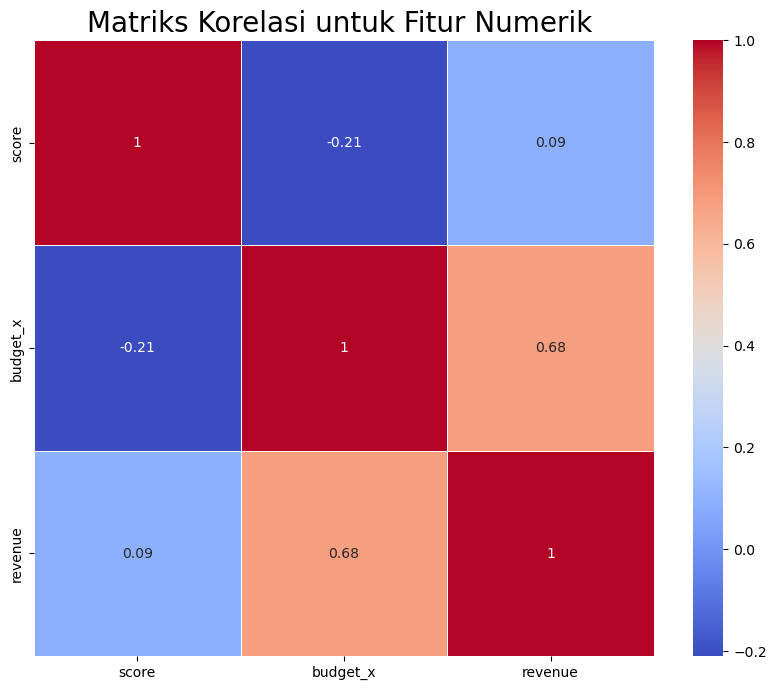 Matriks Korelasi untuk Fitur Numerik
score
1
-0.21
0.09
budget_x
-0.21
1
0.68
revenue
0.09
0.68
1
score
budget_x
revenue
1.0
0.8
0.6
0.4
0.2
0.0
−0.2